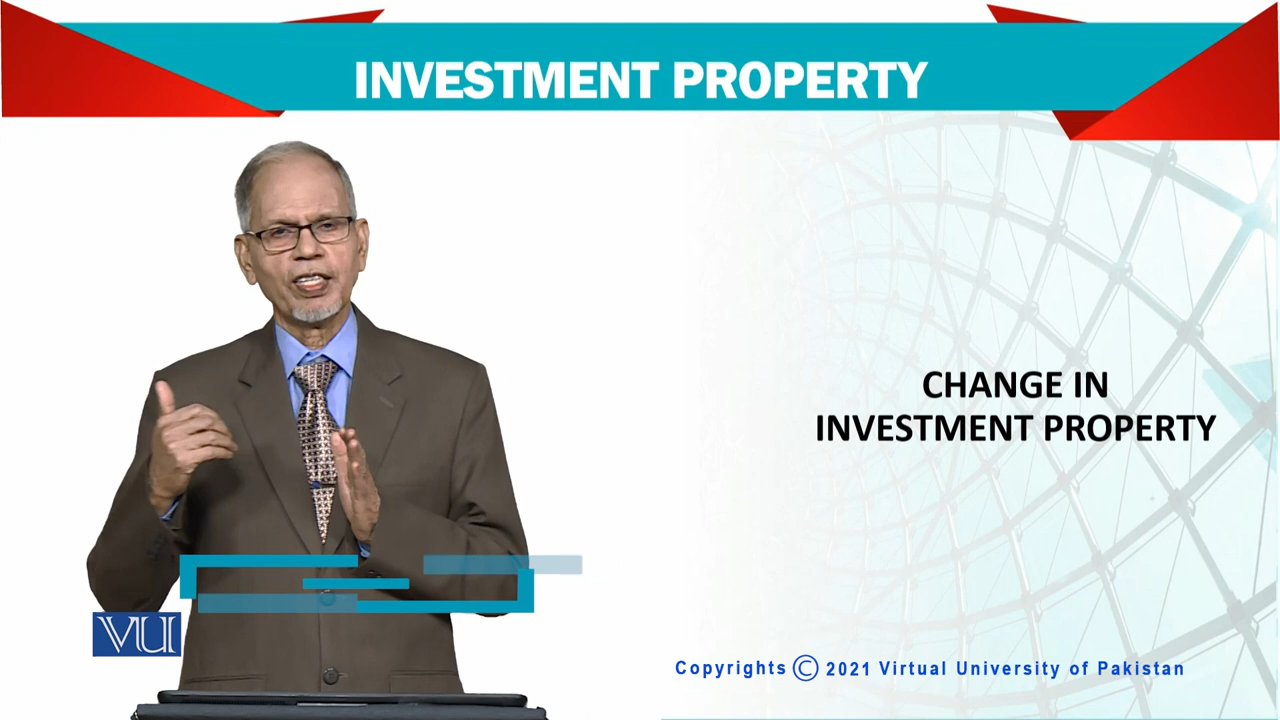 INVESTMENT PROPERTY
CHANGE IN
INVESTMENT PROPERTY
VU
Copyrights © 2021 Virtual University of Pakistan